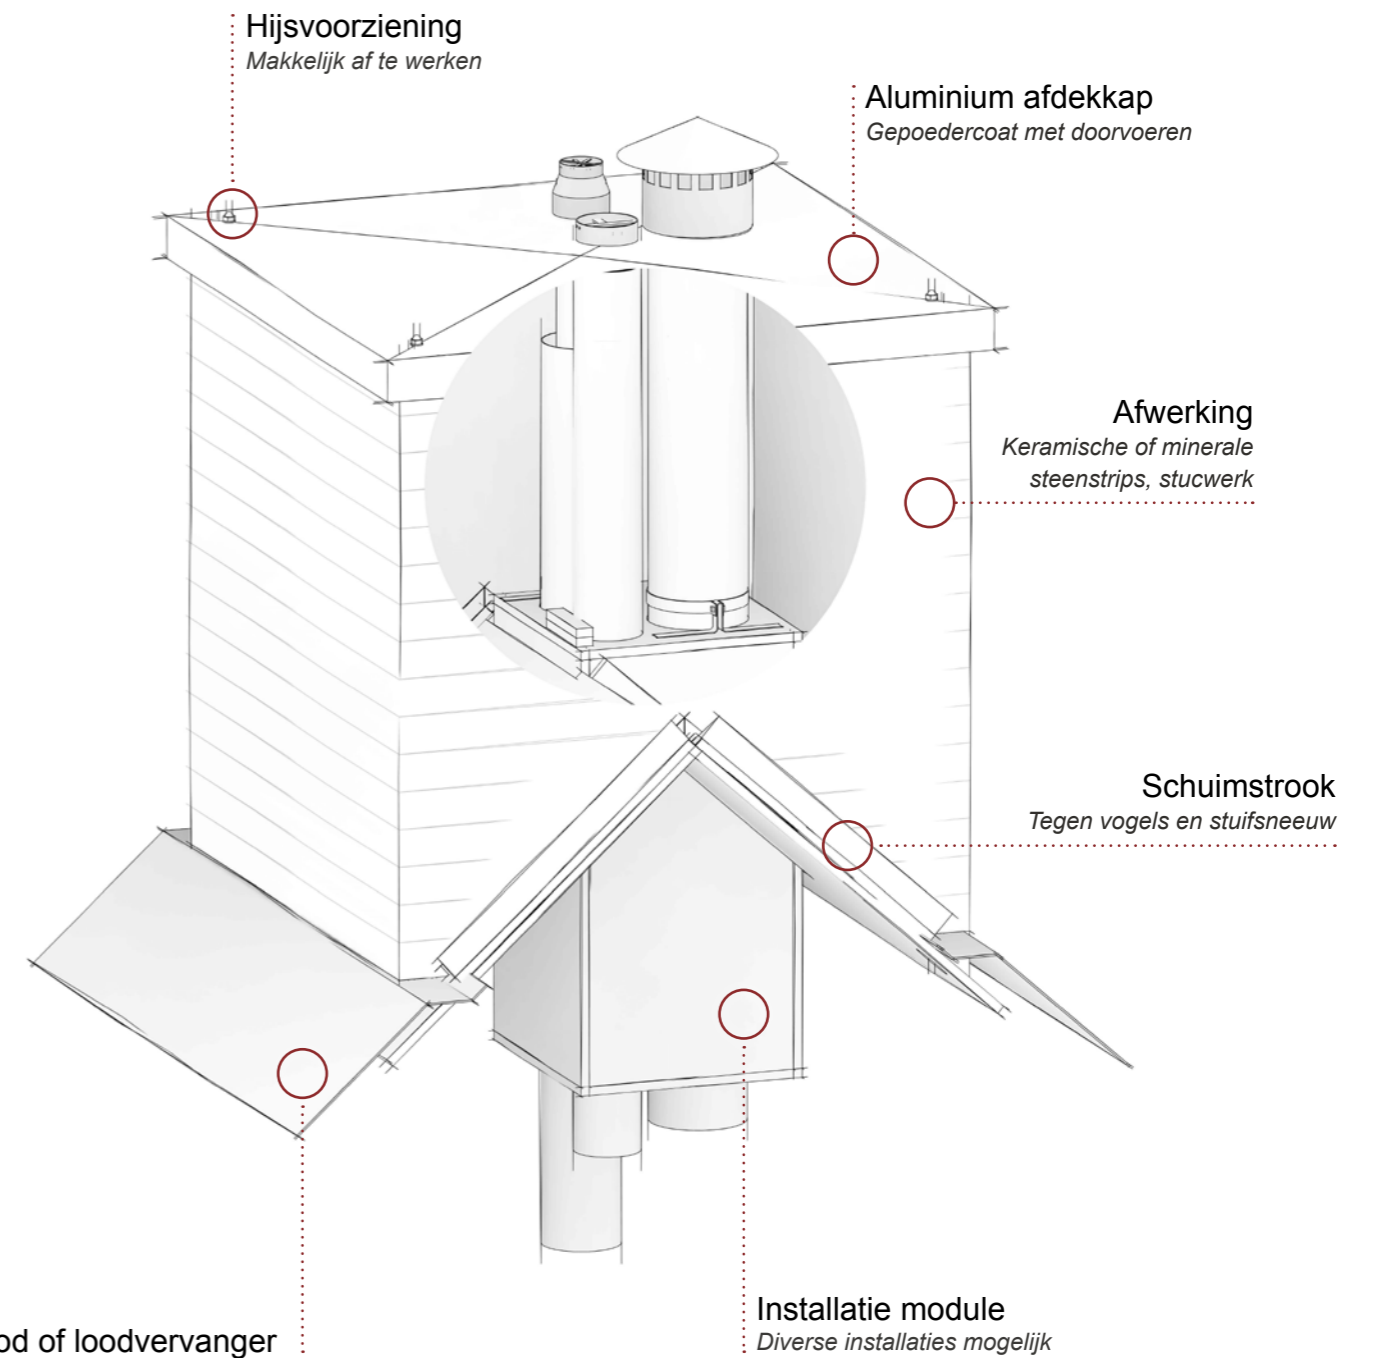 Hijsvoorziening
Makkelijk af te werken
Aluminium afdekkap
Gepoedercoat met doorvoeren
Afwerking
Keramische of minerale
steenstrips, stucwerk
Schuimstrook
Tegen vogels en stuifsneeuw
Installatie module
Diverse installaties mogelijk
od of loodvervanger